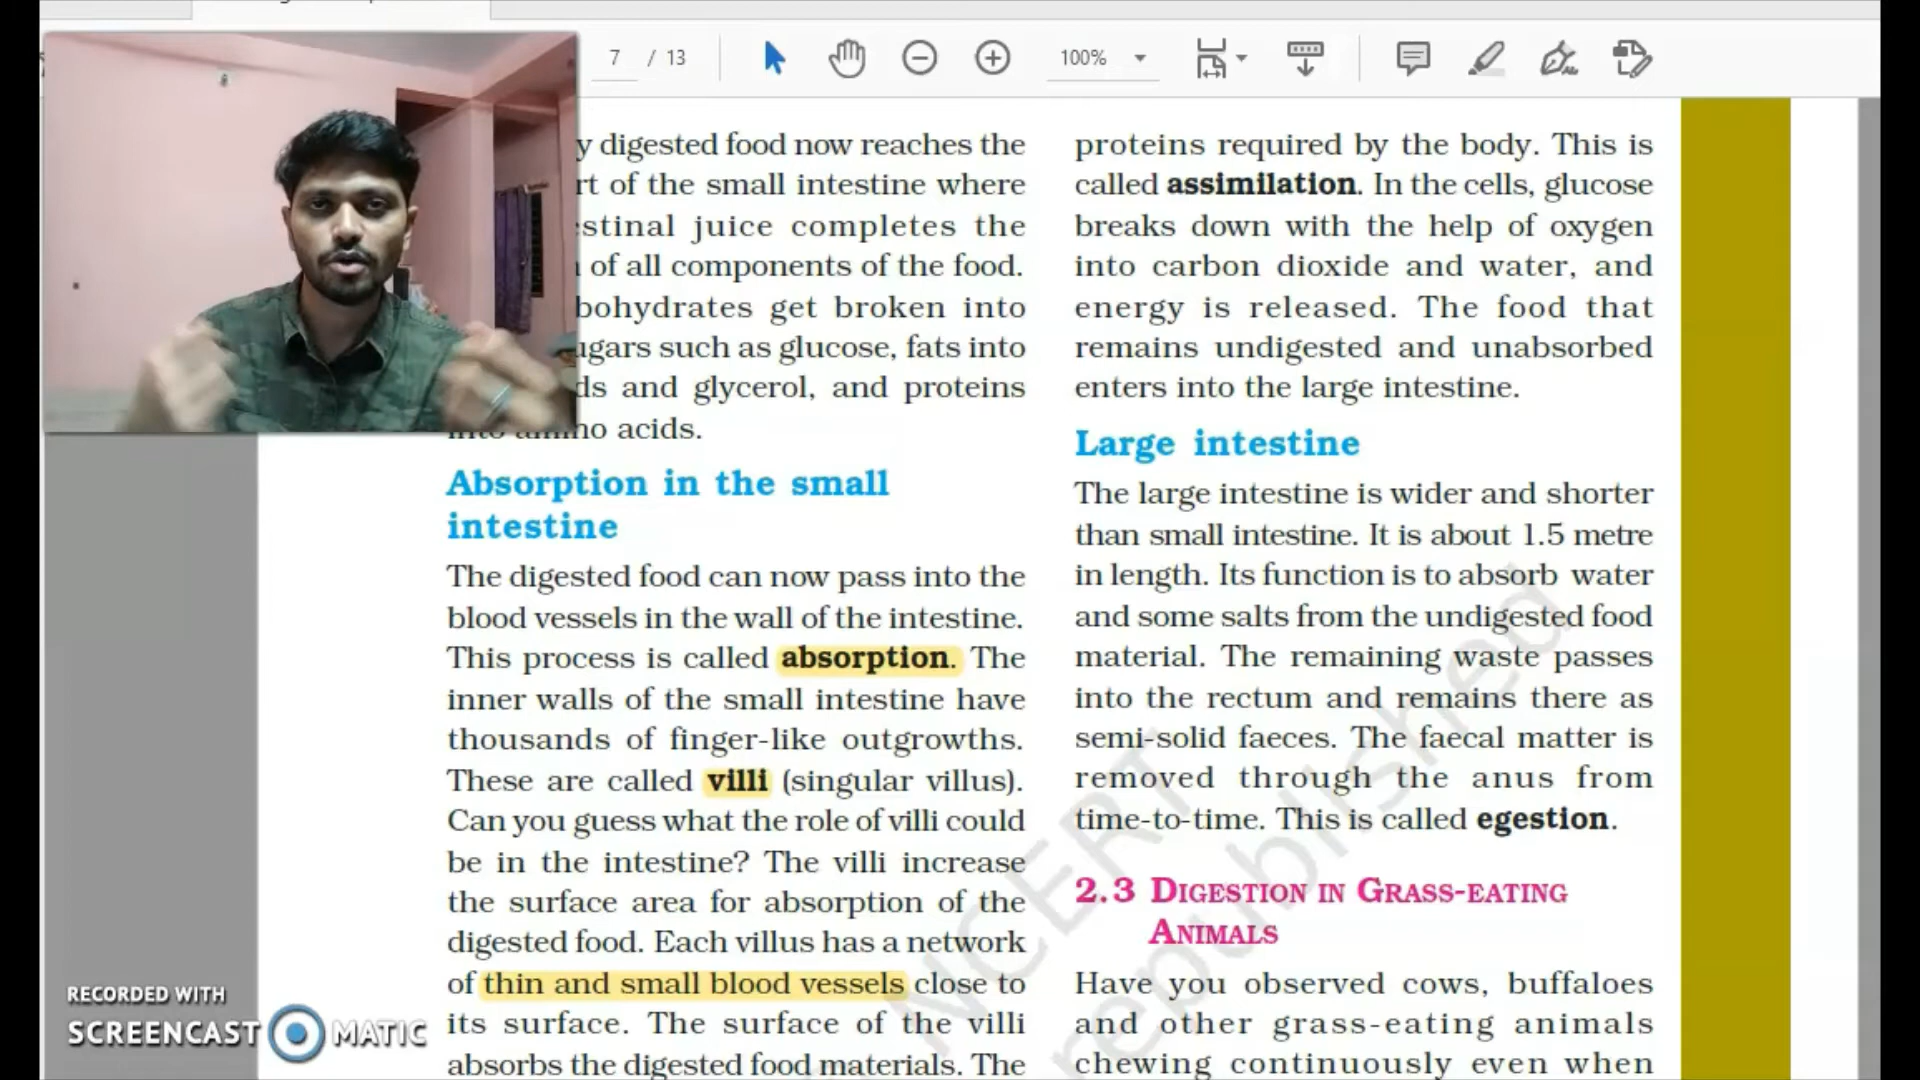 7 / 13
100%
y digested food now reaches the
rt of the small intestine where
stinal juice completes the
of all components of the food.
bohydrates get broken into
gars such as glucose, fats into
ds and glycerol, and proteins
into amino acids.
Absorption in the small
intestine
The digested food can now pass into the
blood vessels in the wall of the intestine.
This process is called absorption. The
inner walls of the small intestine have
thousands of finger-like outgrowths.
These are called villi (singular villus).
Can you guess what the role of villi could
be in the intestine? The villi increase
the surface area for absorption of the
digested food. Each villus has a network
of thin and small blood vessels close to
its surface. The surface of the villi
absorbs the digested food materials. The
proteins required by the body. This is
called assimilation. In the cells, glucose
breaks down with the help of oxygen
into carbon dioxide and water, and
energy is released. The food that
remains undigested and unabsorbed
enters into the large intestine.
Large intestine
The large intestine is wider and shorter
than small intestine. It is about 1.5 metre
in length. Its function is to absorb water
and some salts from the undigested food
material. The remaining waste passes
into the rectum and remains there as
semi-solid faeces. The faecal matter is
removed through the anus from
time-to-time. This is called egestion.
2.3 DIGESTION IN GRASS-EATING
ANIMALS
Have you observed cows, buffaloes
and other grass-eating animals
chewing continuously even when
NCERT
republished
RECORDED WITH
SCREENCAST MATIC